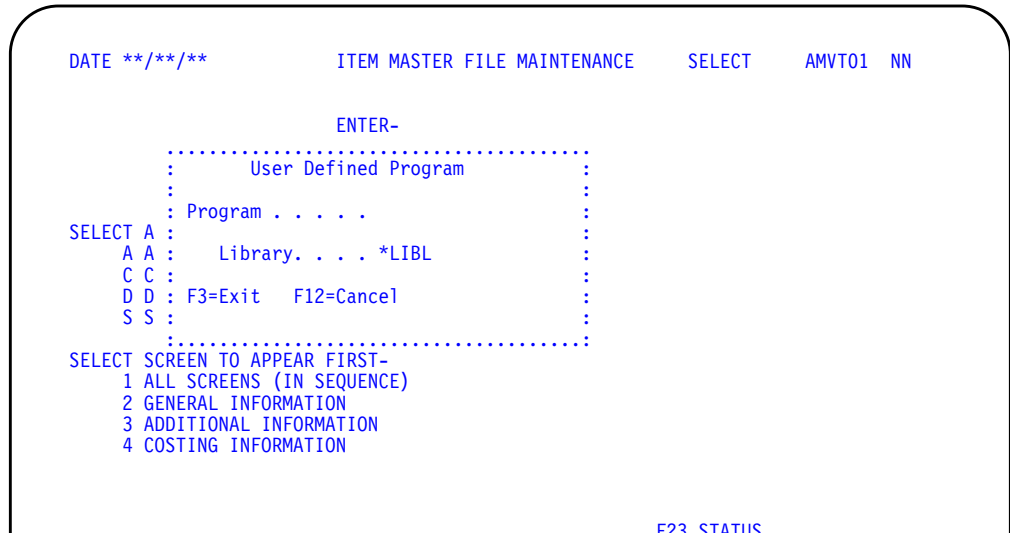 DATE **/**/** ITEM MASTER FILE MAINTENANCE SELECT AMVTO1 NN
ENTER-
........................................
: User Defined Program :
: :
: Program . . . . . :
SELECT A : :
A A : Library. . . . *LIBL :
C C : :
D D : F3=Exit F12=Cancel :
S S : :
:......................................:
SELECT SCREEN TO APPEAR FIRST-
1 ALL SCREENS (IN SEQUENCE)
2 GENERAL INFORMATION
3 ADDITIONAL INFORMATION
4 COSTING INFORMATION
F23 STATUS